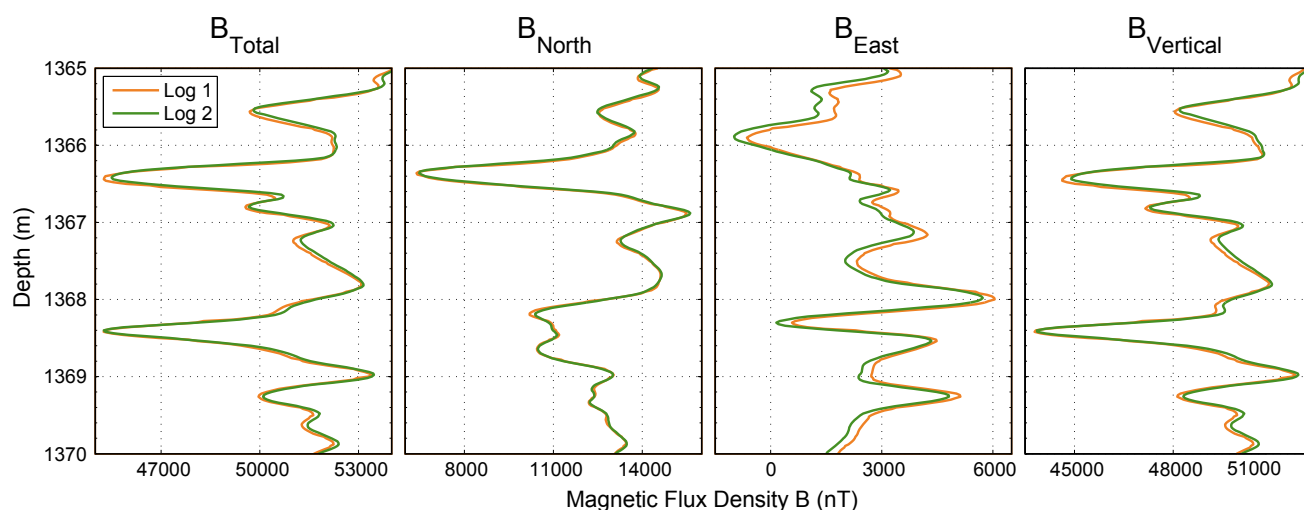 B_Total B_North B_East B_Vertical
Log 1
Log 2
Depth (m)
1365
1366
1367
1368
1369
1370
47000 50000 53000 8000 11000 14000 0 3000 6000 45000 48000 51000
Magnetic Flux Density B (nT)